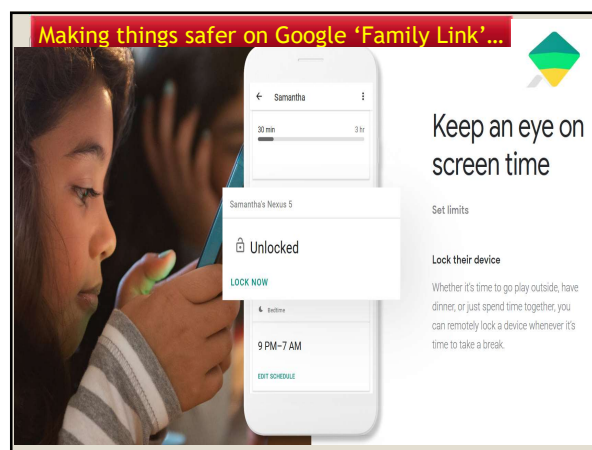 Making things safer on Google ‘Family Link’…
Samantha
30 min
3 hr
Samantha's Nexus 5
Unlocked
LOCK NOW
Bedtime
9 PM–7 AM
EDIT SCHEDULE
Keep an eye on
screen time
Set limits
Lock their device
Whether it's time to go play outside, have
dinner, or just spend time together, you
can remotely lock a device whenever it's
time to take a break.